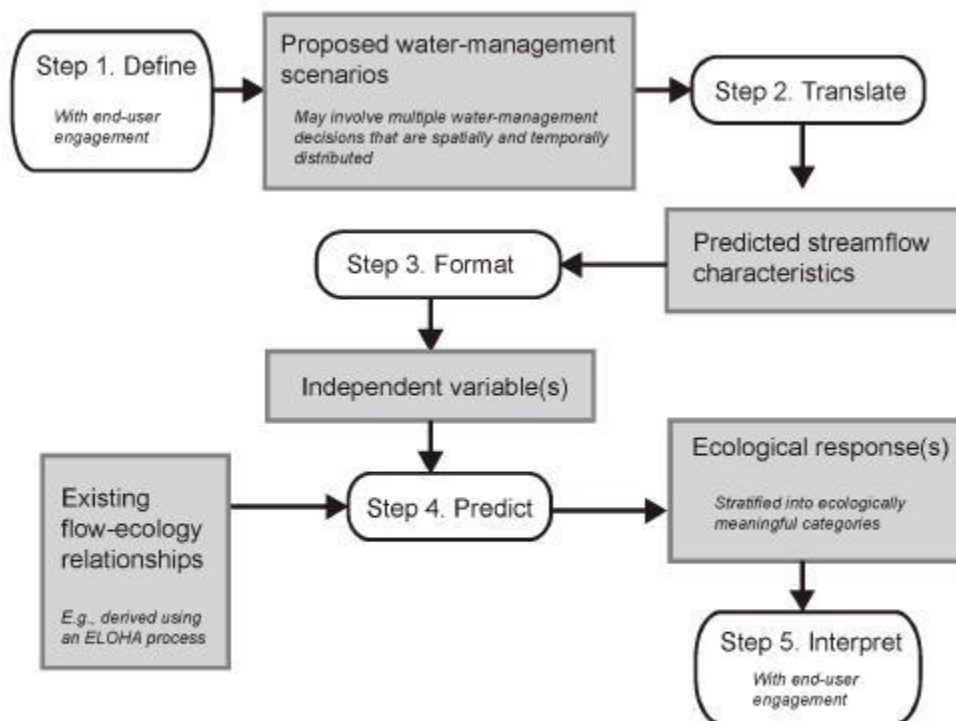 Step 1. Define
With end-user
engagement
Proposed water-management
scenarios
May involve multiple water-management
decisions that are spatially and temporally
distributed
Step 2. Translate
Predicted streamflow
characteristics
Step 3. Format
Independent variable(s)
Existing
flow-ecology
relationships
E.g., derived using
an ELOHA process
Step 4. Predict
Ecological response(s)
Stratified into ecologically
meaningful categories
Step 5. Interpret
With end-user
engagement